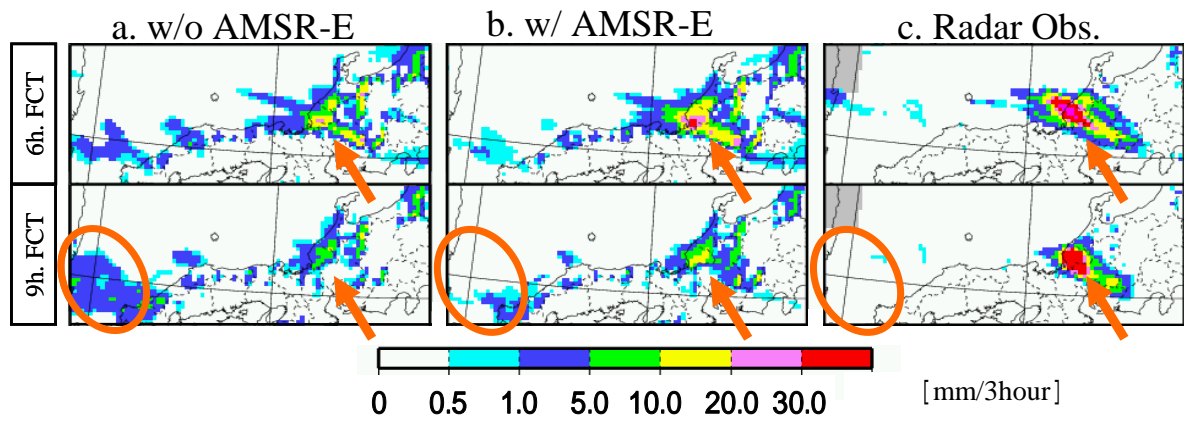 a. w/o AMSR-E
b. w/ AMSR-E
c. Radar Obs.
6h. FCT
9h. FCT
0 0.5 1.0 5.0 10.0 20.0 30.0
[mm/3hour]